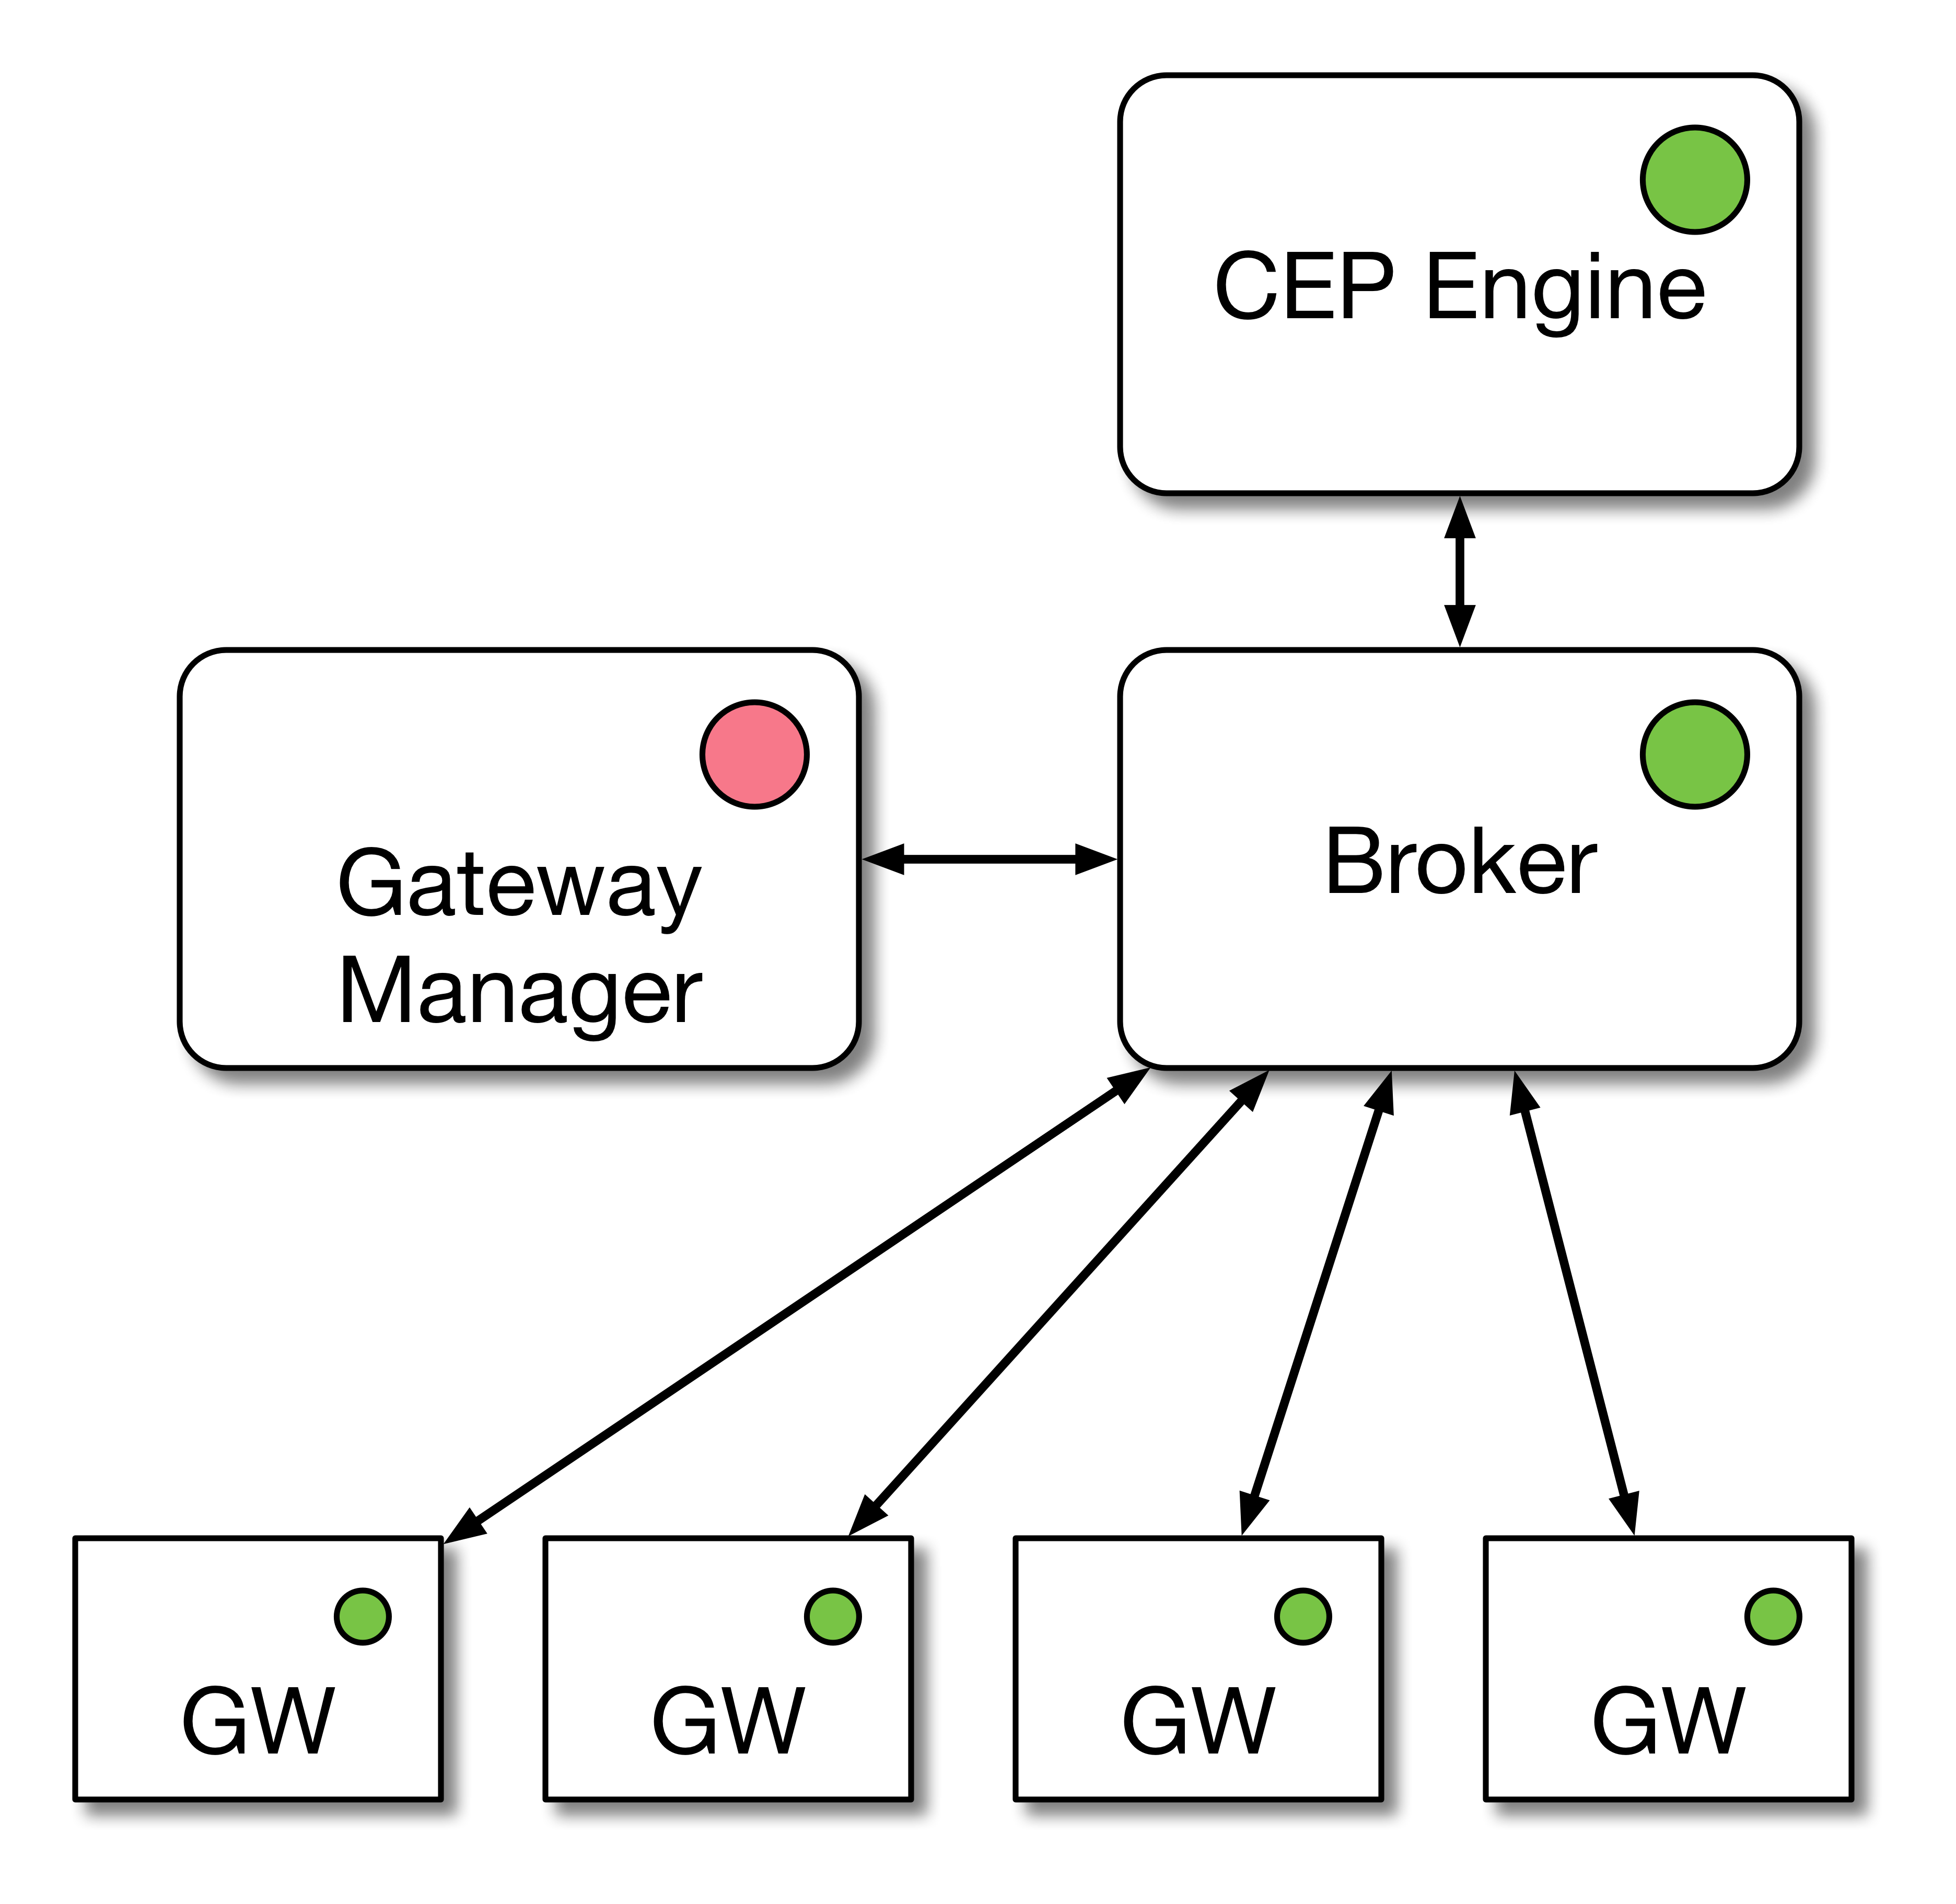 CEP Engine
Gateway
Manager
Broker
GW
GW
GW
GW